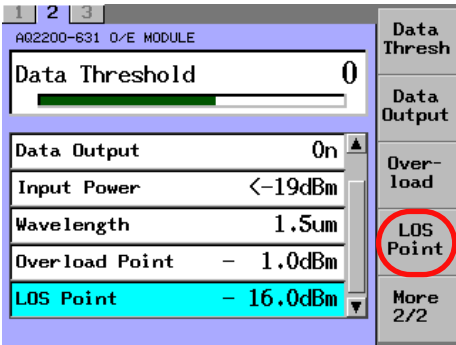 1 2 3
AQ2200-631 O/E MODULE
Data Threshold 0
Data Output On
Input Power <-19dBm
Wavelength 1.5um
Overload Point - 1.0dBm
LOS Point - 16.0dBm
Data
Thresh
Data
Output
Over-
load
LOS
Point
More
2/2